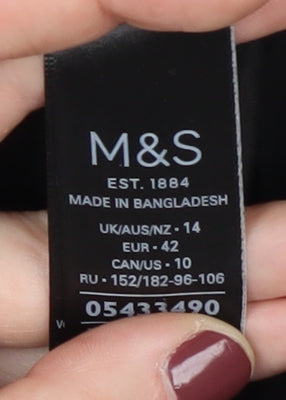 M&S
EST. 1884
MADE IN BANGLADESH
UK/AUS/NZ - 14
EUR - 42
CAN/US - 10
RU - 152/182-96-106
05433490